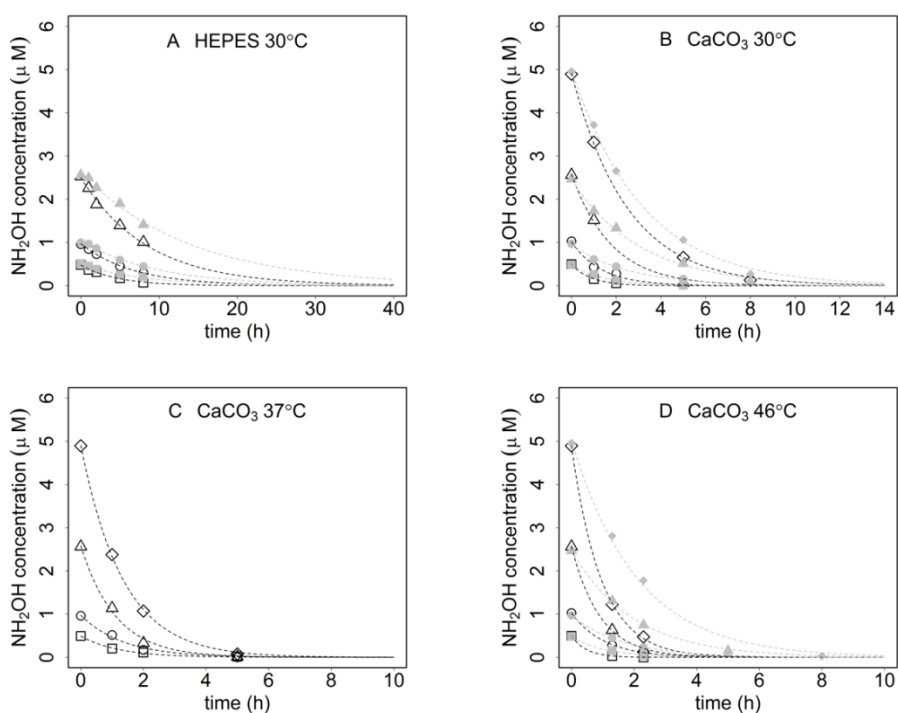 A HEPES 30°C
NH₂OH concentration (μ M)
6
5
4
3
2
1
0
0 10 20 30 40
time (h)
B CaCO₃ 30°C
NH₂OH concentration (μ M)
6
5
4
3
2
1
0
0 2 4 6 8 10 12 14
time (h)
C CaCO₃ 37°C
NH₂OH concentration (μ M)
6
5
4
3
2
1
0
0 2 4 6 8 10
time (h)
D CaCO₃ 46°C
NH₂OH concentration (μ M)
6
5
4
3
2
1
0
0 2 4 6 8 10
time (h)